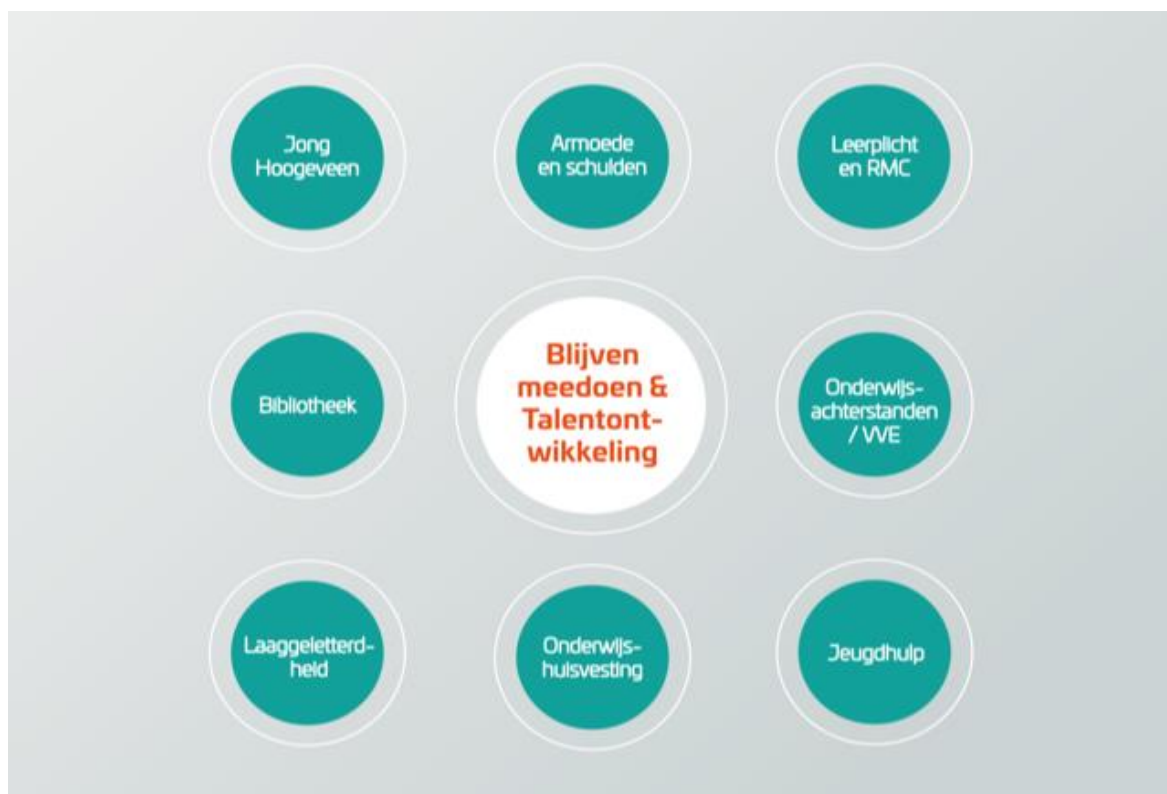 Jong
Hoogeveen
Armoede
en schulden
Leerplicht
en RMC
Bibliotheek
Blijven
meedoen &
Talentont-
wikkeling
Onderwijs-
achterstanden
/ VVE
Laaggeletterd-
heid
Onderwijs-
huisvesting
Jeugdhulp